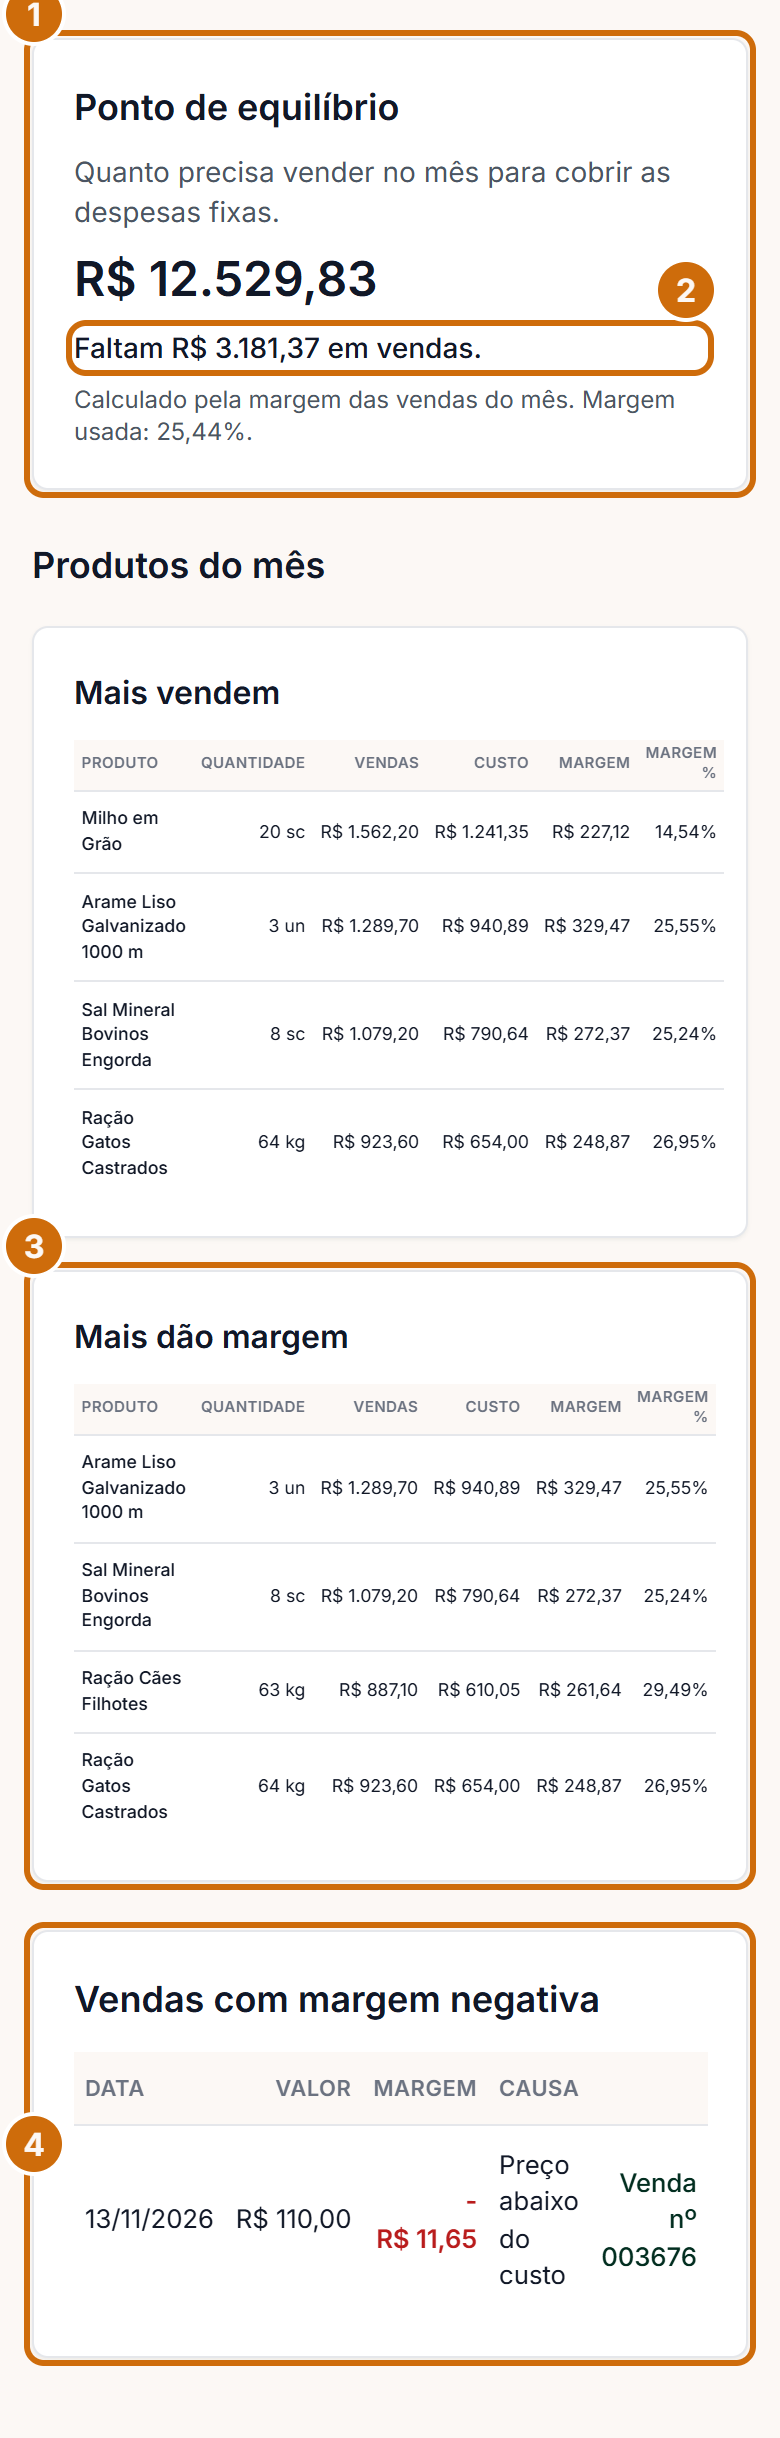 1
Ponto de equilíbrio
Quanto precisa vender no mês para cobrir as
despesas fixas.
R$ 12.529,83
2
Faltam R$ 3.181,37 em vendas.
Calculado pela margem das vendas do mês. Margem
usada: 25,44%.
Produtos do mês
Mais vendem
PRODUTO QUANTIDADE VENDAS CUSTO MARGEM MARGEM
%
Milho em
Grão
20 sc R$ 1.562,20 R$ 1.241,35 R$ 227,12 14,54%
Arame Liso
Galvanizado
1000 m
3 un R$ 1.289,70 R$ 940,89 R$ 329,47 25,55%
Sal Mineral
Bovinos
Engorda
8 sc R$ 1.079,20 R$ 790,64 R$ 272,37 25,24%
Ração
Gatos
Castrados
64 kg R$ 923,60 R$ 654,00 R$ 248,87 26,95%
3
Mais dão margem
PRODUTO QUANTIDADE VENDAS CUSTO MARGEM MARGEM
%
Arame Liso
Galvanizado
1000 m
3 un R$ 1.289,70 R$ 940,89 R$ 329,47 25,55%
Sal Mineral
Bovinos
Engorda
8 sc R$ 1.079,20 R$ 790,64 R$ 272,37 25,24%
Ração Cães
Filhotes
63 kg R$ 887,10 R$ 610,05 R$ 261,64 29,49%
Ração
Gatos
Castrados
64 kg R$ 923,60 R$ 654,00 R$ 248,87 26,95%
Vendas com margem negativa
DATA VALOR MARGEM CAUSA
4
13/11/2026 R$ 110,00
-
R$ 11,65
Preço
abaixo
do
custo
Venda
nº
003676